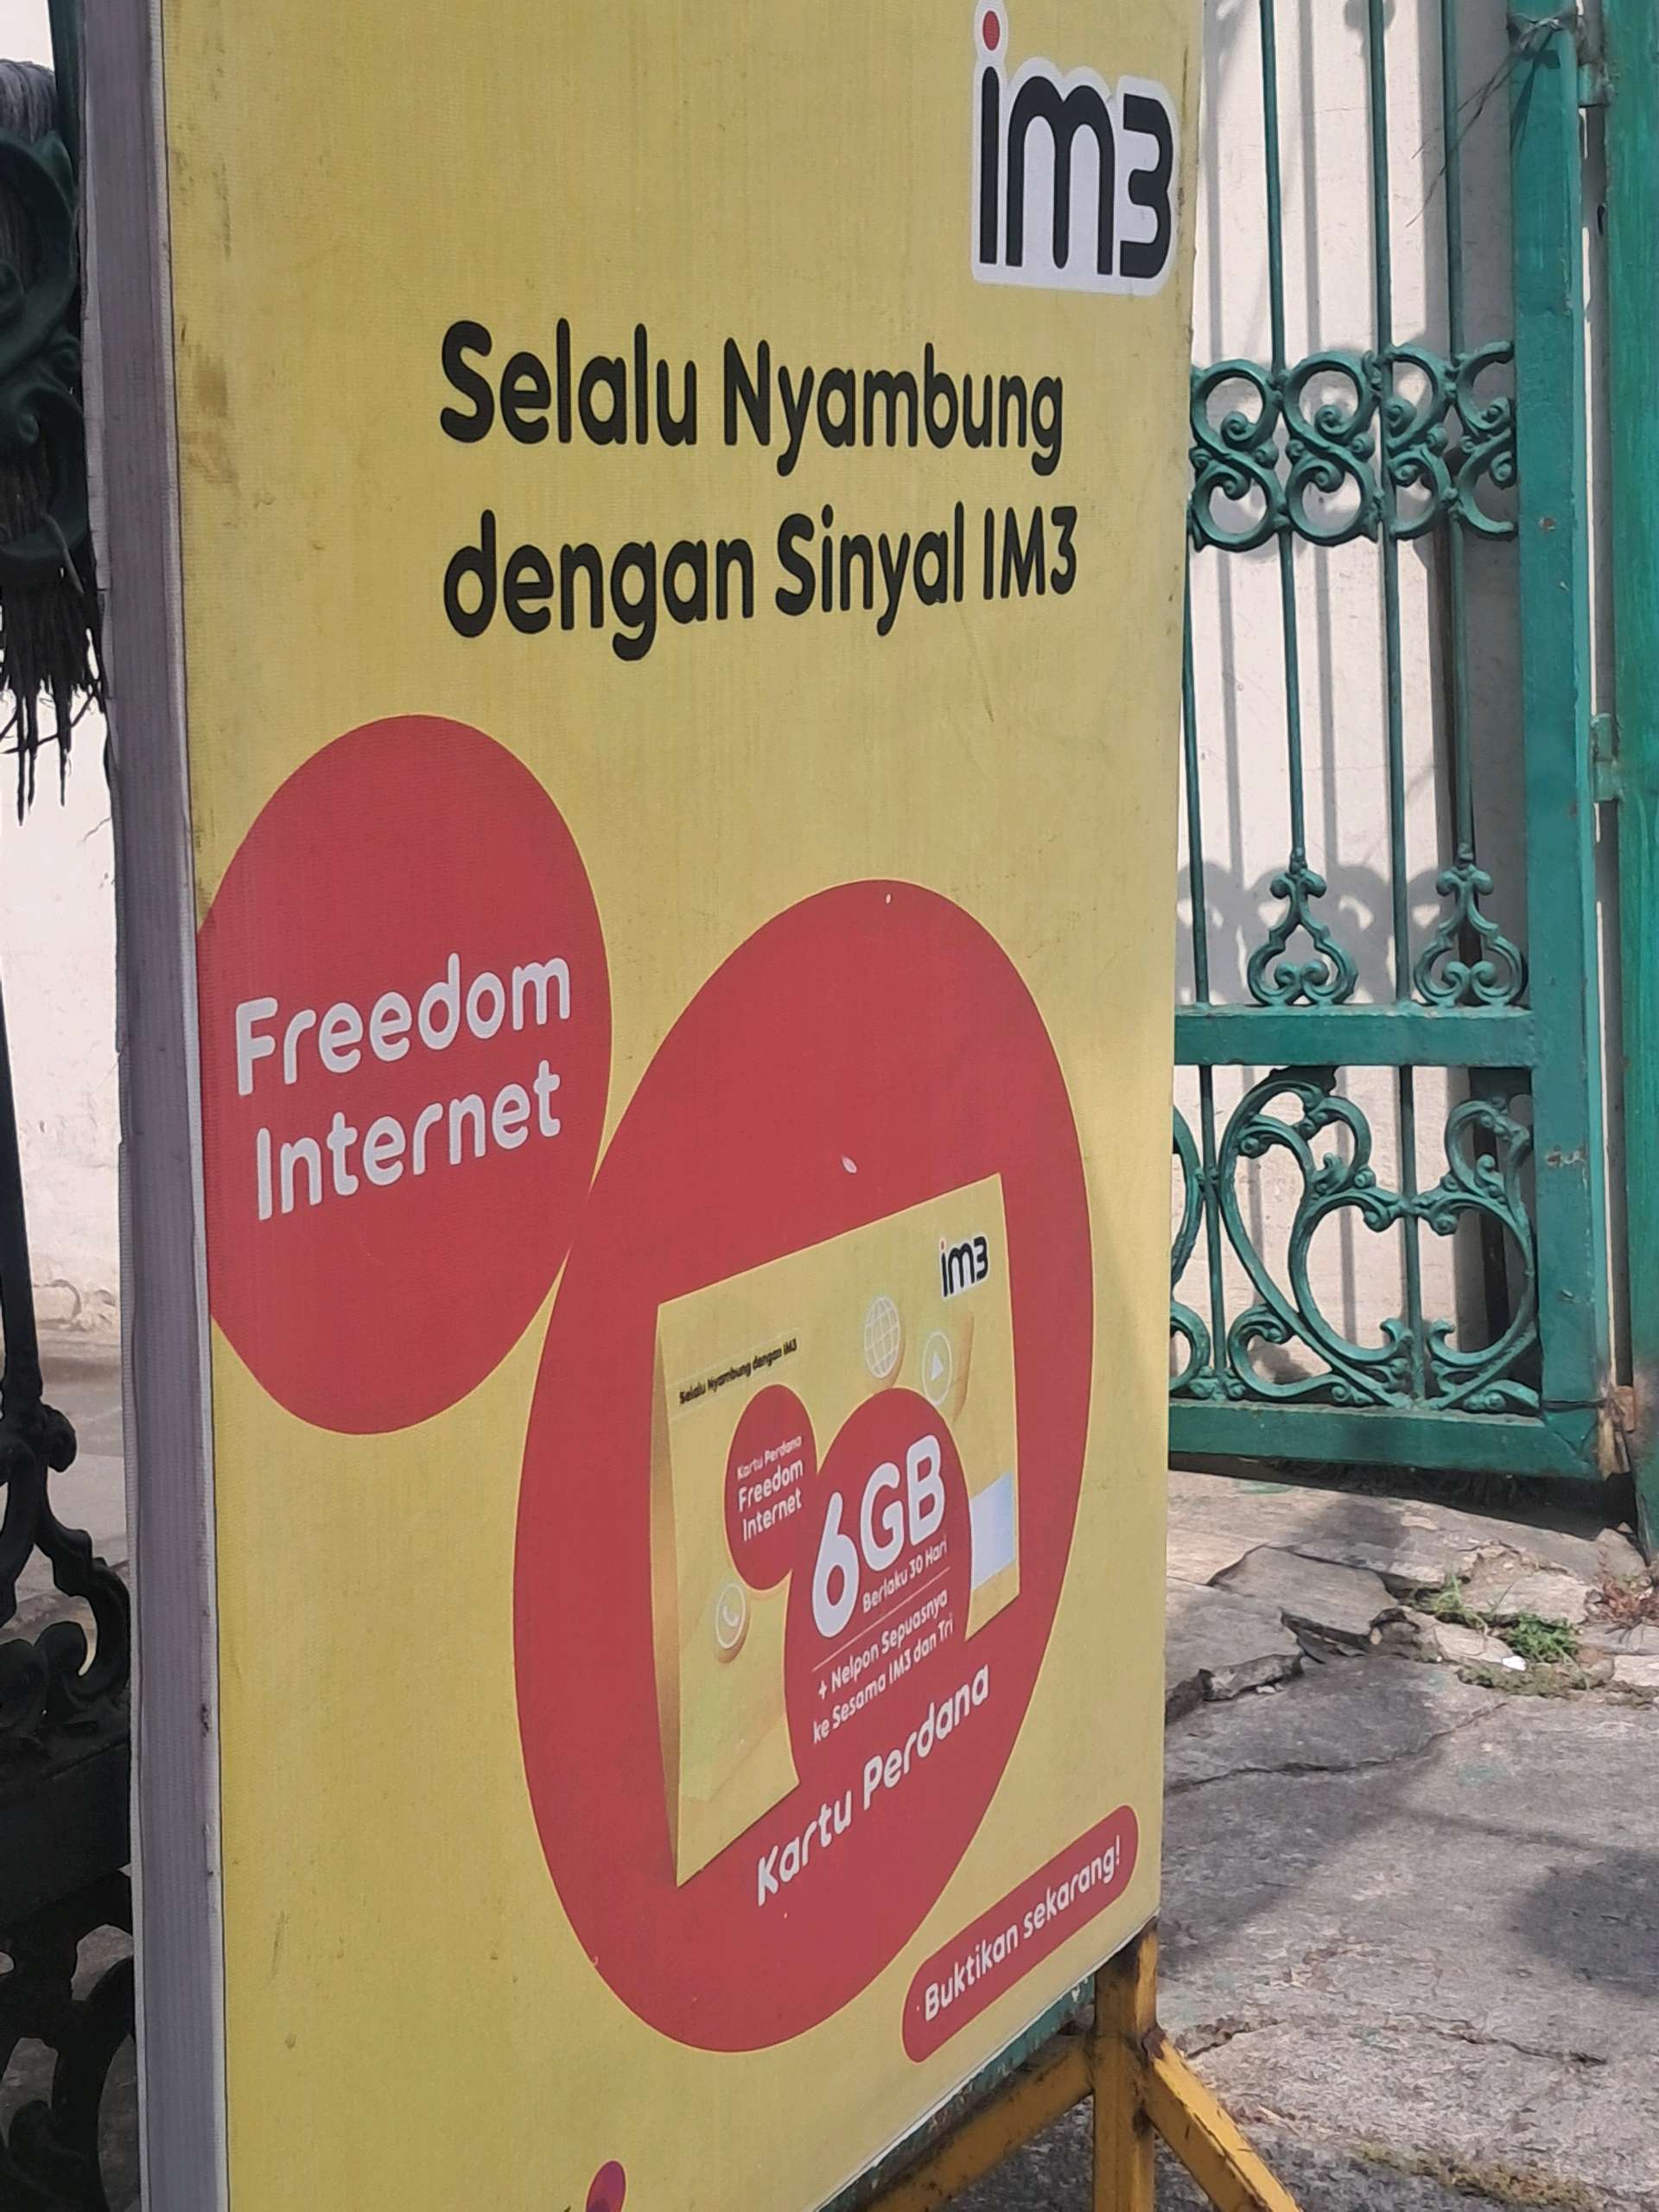 im3
Selalu Nyambung
dengan Sinyal IM3
Freedom
Internet
im3
Selalu Nyambung dengan IM3
Kartu Perdana
Freedom
Internet
6GB
Berlaku 30 Hari
+ Nelpon Sepuasnya
ke Sesama IM3 dan Tri
Kartu Perdana
Buktikan sekarang!